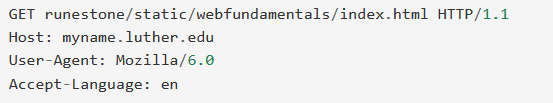 GET runestone/static/webfundamentals/index.html HTTP/1.1
Host: myname.luther.edu
User-Agent: Mozilla/6.0
Accept-Language: en